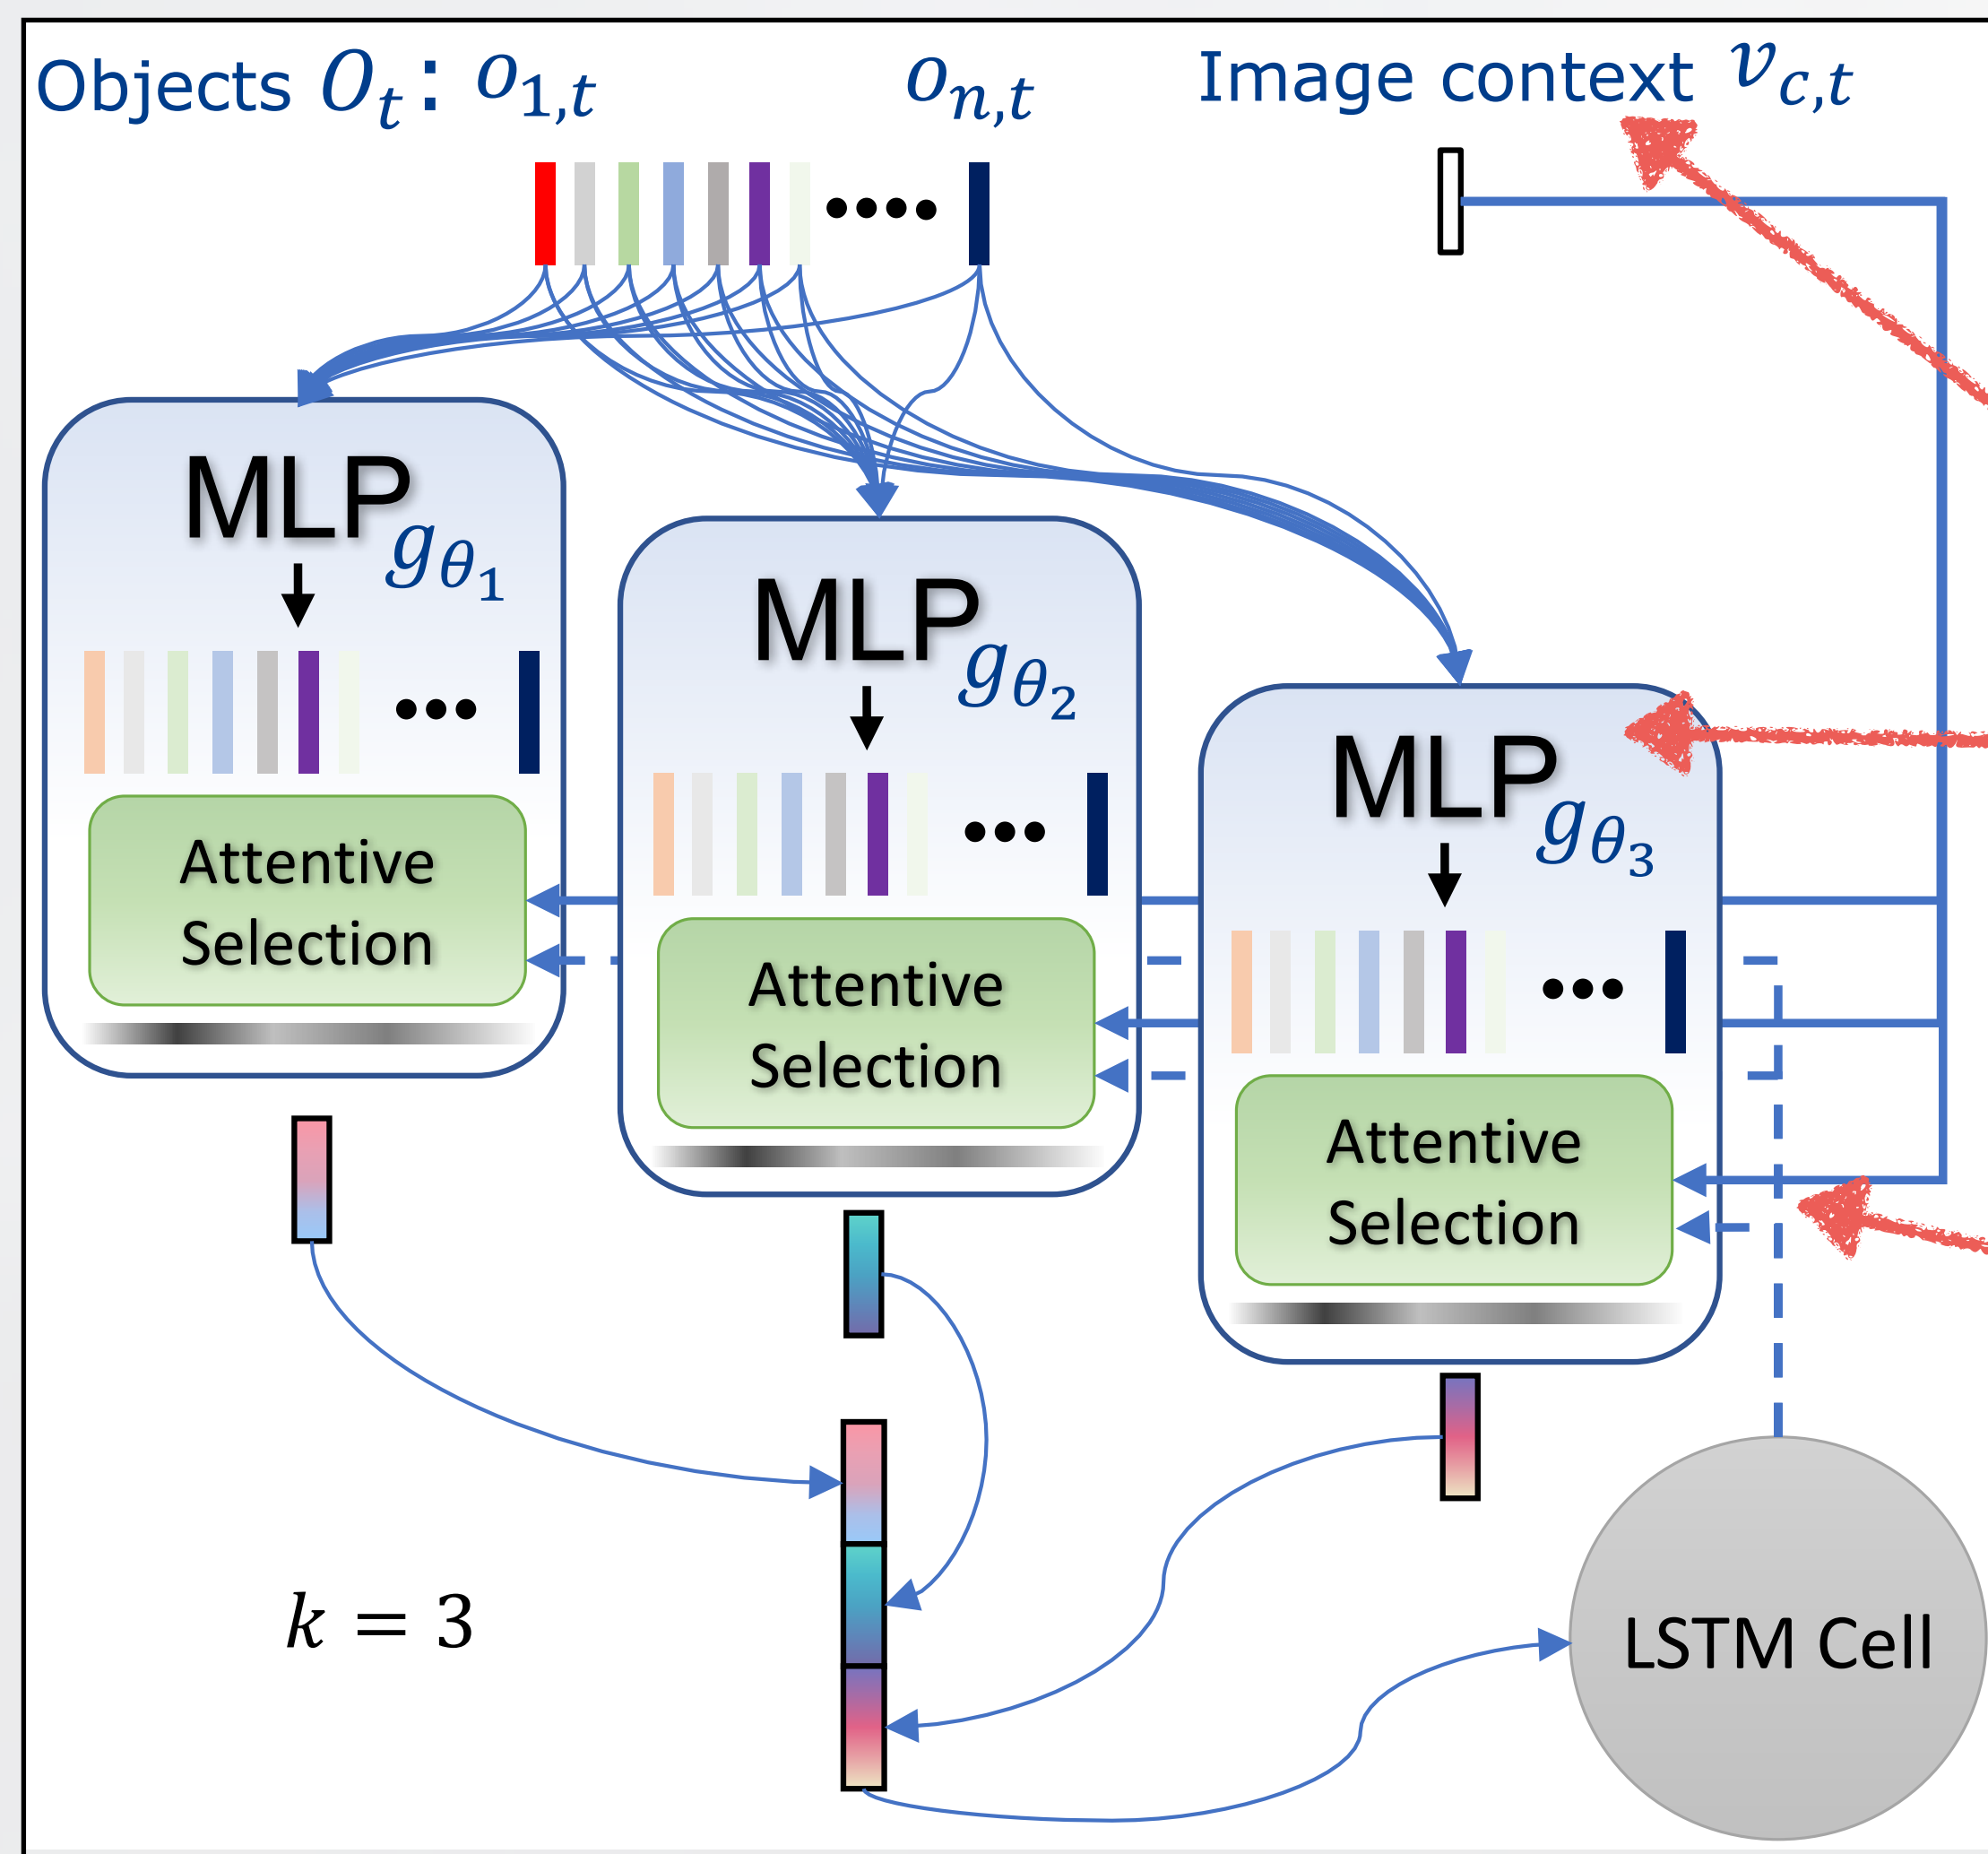 Objects O_t : o_{1,t} o_{n,t} Image context v_{c,t}
MLP g_{θ_1}
MLP g_{θ_2}
MLP g_{θ_3}
Attentive
Selection
Attentive
Selection
Attentive
Selection
k = 3
LSTM Cell